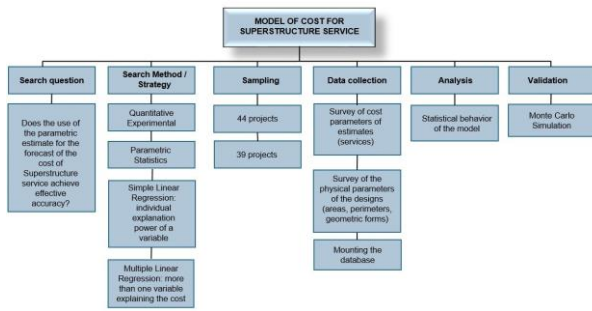 MODEL OF COST FOR
SUPERSTRUCTURE SERVICE
Search question
Does the use of
the parametric
estimate for the
forecast of the
cost of
Superstructure
service achieve
effective
accuracy?
Search Method /
Strategy
Quantitative
Experimental
Parametric
Statistics
Simple Linear
Regression:
individual
explanation
power of a
variable
Multiple Linear
Regression: more
than one variable
explaining the cost
Sampling
44 projects
39 projects
Data collection
Survey of cost
parameters of
estimates
(services)
Survey of the
physical parameters
of the designs
(areas, perimeters,
geometric forms)
Mounting the
database
Analysis
Statistical behavior
of the model
Validation
Monte Carlo
Simulation